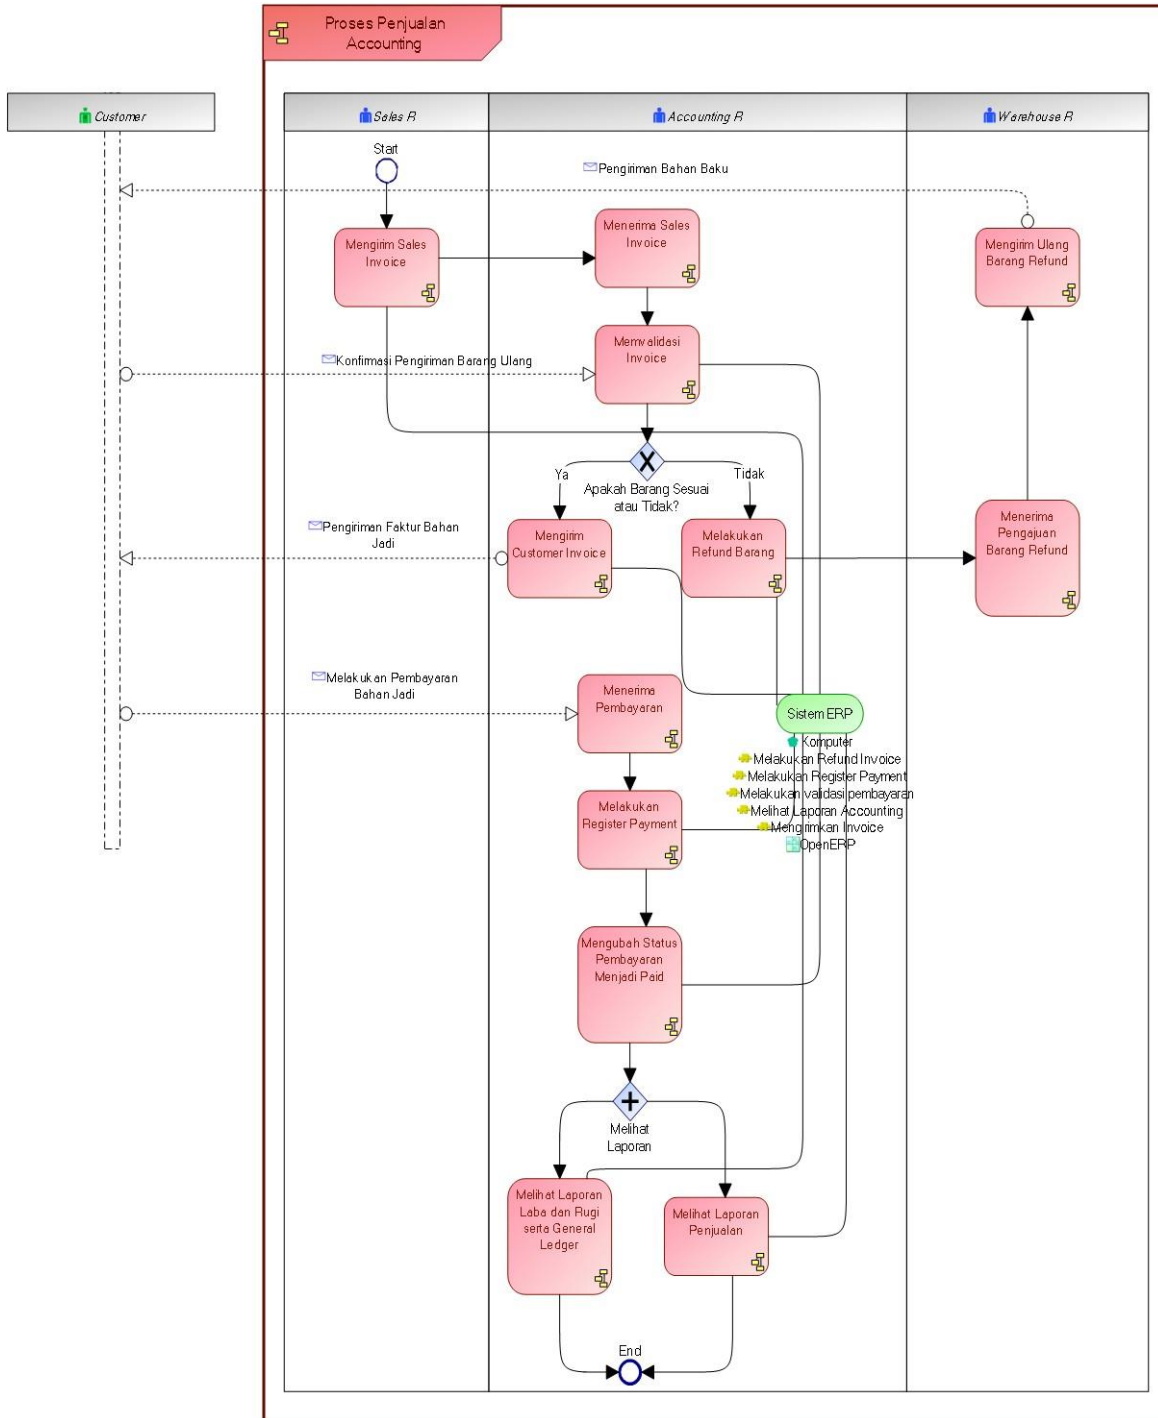 Proses Penjualan
Accounting
Customer
Sales R
Accounting R
Warehouse R
Start
Pengiriman Bahan Baku
Mengirim Sales
Invoice
Menerima Sales
Invoice
Mengirim Ulang
Barang Refund
Memvalidasi
Invoice
Konfirmasi Pengiriman Barang Ulang
Ya
Tidak
Apakah Barang Sesuai
atau Tidak?
Pengiriman Faktur Bahan
Jadi
Mengirim
Customer Invoice
Melakukan
Refund Barang
Menerima
Pengajuan
Barang Refund
Melakukan Pembayaran
Bahan Jadi
Menerima
Pembayaran
Sistem ERP
Komputer
Melakukan Refund Invoice
Melakukan Register Payment
Melakukan validasi pembayaran
Melihat Laporan Accounting
Mengirimkan Invoice
OpenERP
Melakukan
Register Payment
Mengubah Status
Pembayaran
Menjadi Paid
Melihat
Laporan
Melihat Laporan
Laba dan Rugi
serta General
Ledger
Melihat Laporan
Penjualan
End